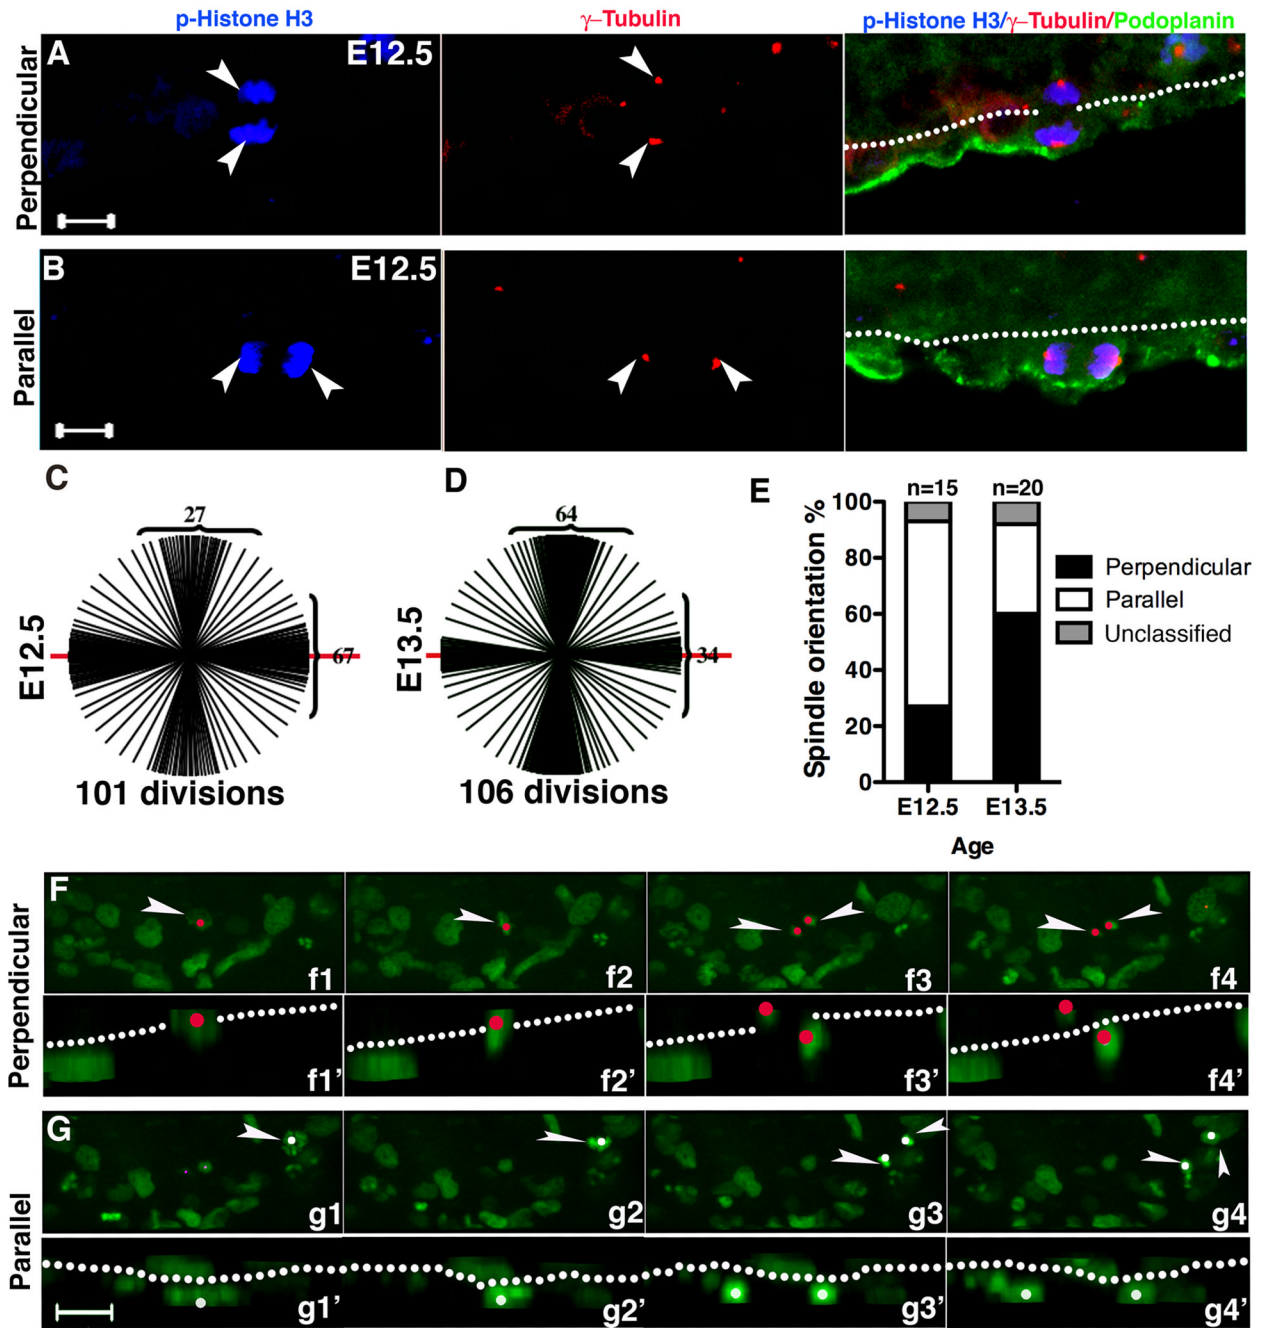 p-Histone H3
γ–Tubulin
p-Histone H3/γ–Tubulin/Podoplanin
Perpendicular
A
E12.5
B
E12.5
Parallel
C
D
E
27
67
E12.5
101 divisions
64
34
E13.5
106 divisions
n=15
n=20
Spindle orientation %
100
80
60
40
20
0
E12.5
E13.5
Age
Perpendicular
Parallel
Unclassified
Perpendicular
F
f1
f2
f3
f4
f1’
f2’
f3’
f4’
Parallel
G
g1
g2
g3
g4
g1’
g2’
g3’
g4’